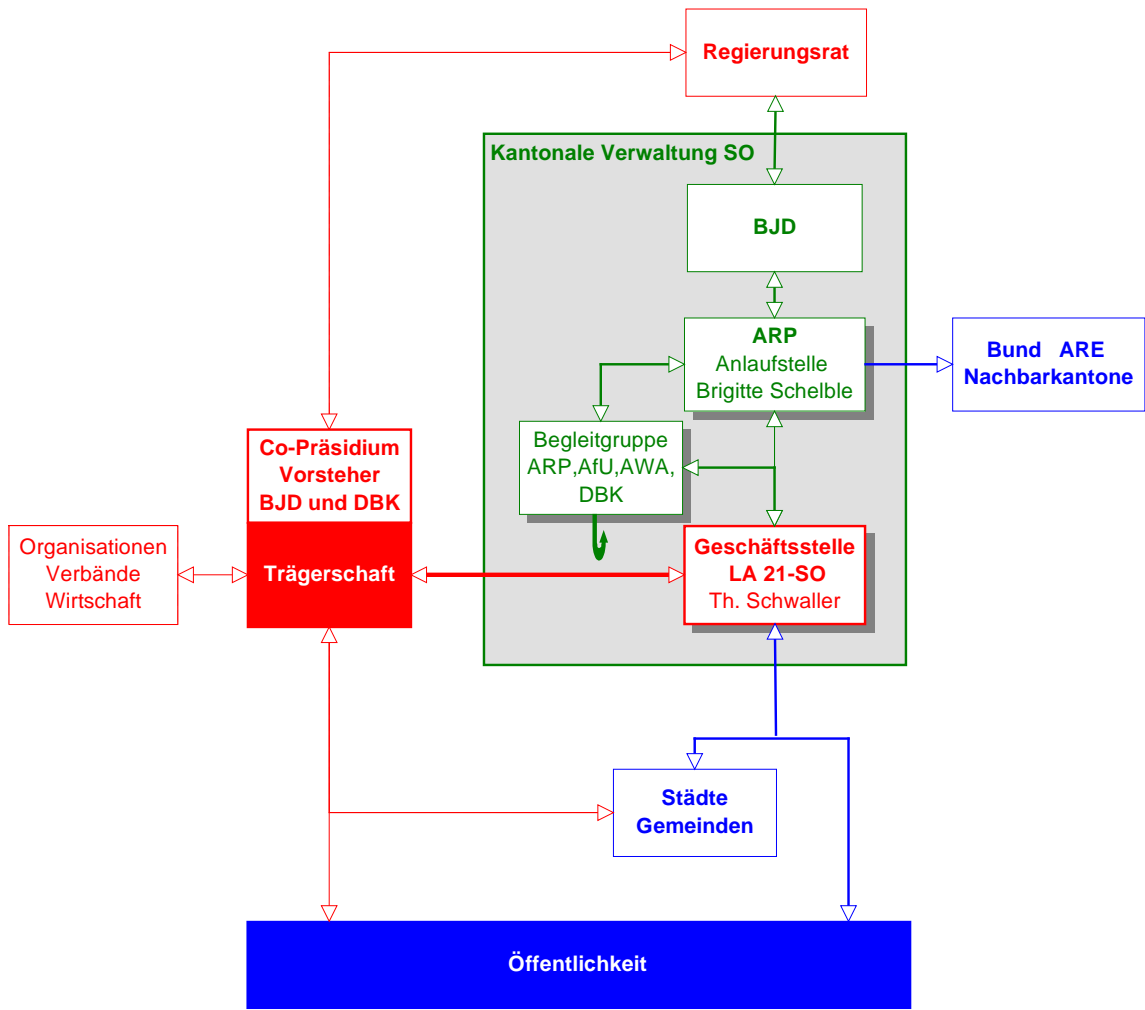 Regierungsrat
Kantonale Verwaltung SO
BJD
ARP
Anlaufstelle
Brigitte Schelble
Bund   ARE
Nachbarkantone
Begleitgruppe
ARP,AfU,AWA,
DBK
Co-Präsidium
Vorsteher
BJD und DBK
Trägerschaft
Organisationen
Verbände
Wirtschaft
Geschäftsstelle
LA 21-SO
Th. Schwaller
Städte
Gemeinden
Öffentlichkeit